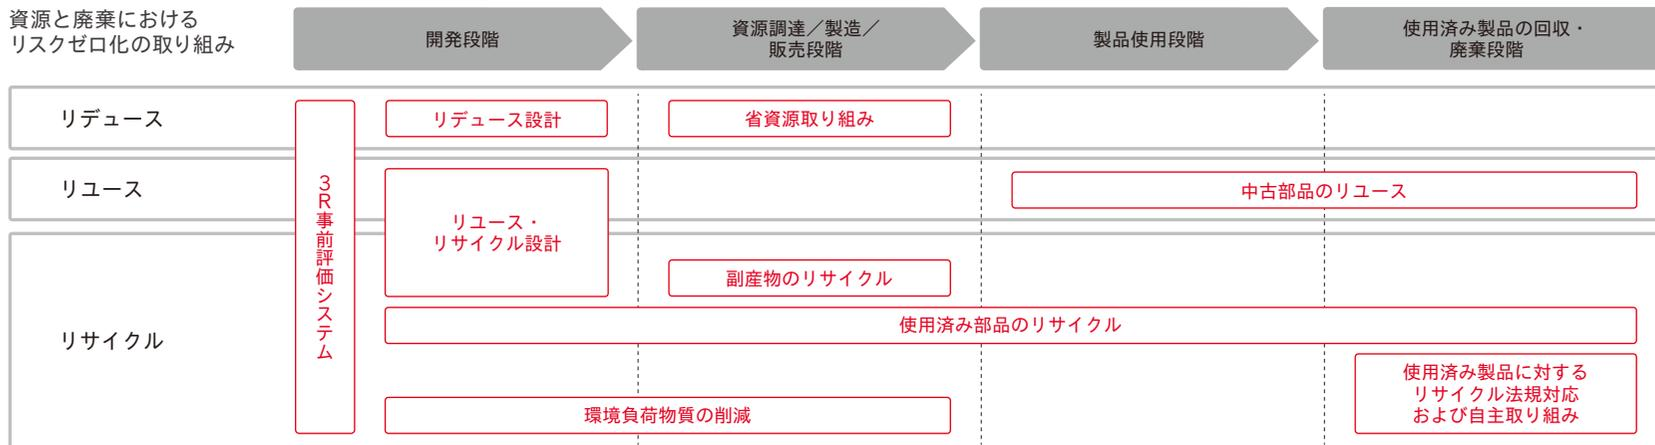 資源と廃棄における
リスクゼロ化の取り組み
開発段階
資源調達／製造／
販売段階
製品使用段階
使用済み製品の回収・
廃棄段階
リデュース
リデュース設計
省資源取り組み
3R事前評価システム
リユース
リユース・
リサイクル設計
中古部品のリユース
副産物のリサイクル
使用済み部品のリサイクル
リサイクル
使用済み製品に対する
リサイクル法規対応
および自主取り組み
環境負荷物質の削減